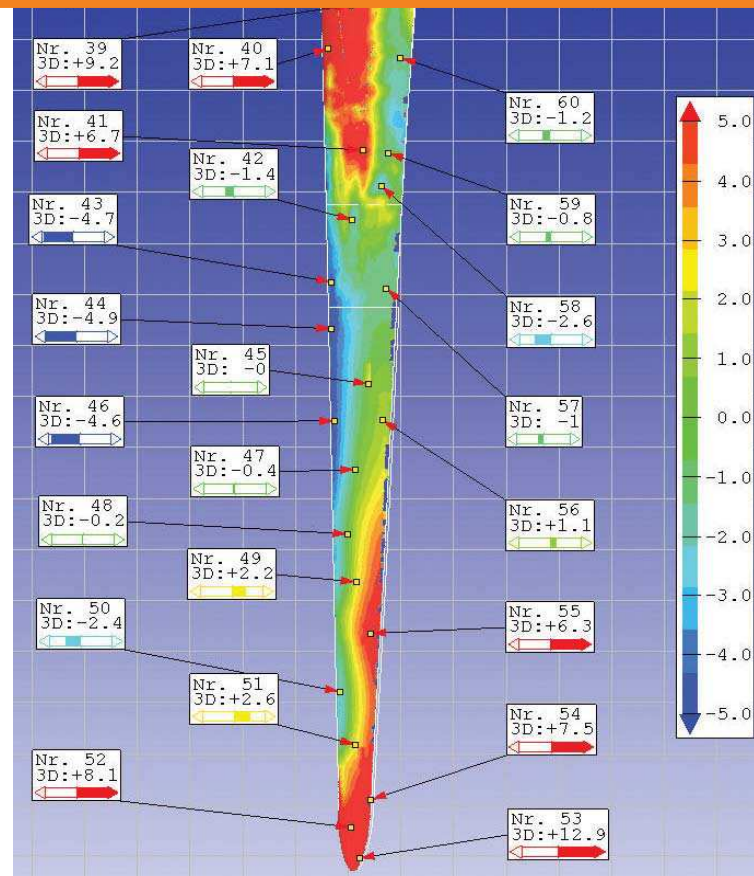 Nr. 39
3D:+9.2
Nr. 40
3D:+7.1
Nr. 41
3D:+6.7
Nr. 42
3D:-1.4
Nr. 43
3D:-4.7
Nr. 44
3D:-4.9
Nr. 45
3D: -0
Nr. 46
3D:-4.6
Nr. 47
3D:-0.4
Nr. 48
3D:-0.2
Nr. 49
3D:+2.2
Nr. 50
3D:-2.4
Nr. 51
3D:+2.6
Nr. 52
3D:+8.1
Nr. 60
3D:-1.2
Nr. 59
3D:-0.8
Nr. 58
3D:-2.6
Nr. 57
3D: -1
Nr. 56
3D:+1.1
Nr. 55
3D:+6.3
Nr. 54
3D:+7.5
Nr. 53
3D:+12.9
5.0
4.0
3.0
2.0
1.0
0.0
-1.0
-2.0
-3.0
-4.0
-5.0